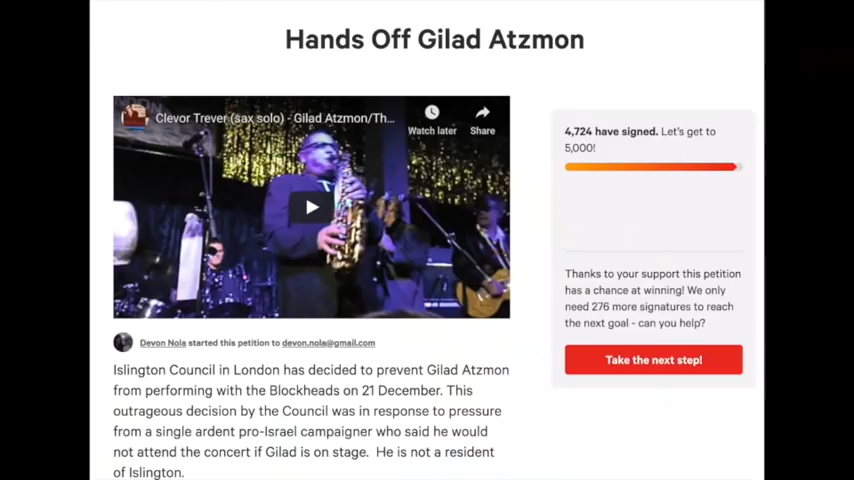 Hands Off Gilad Atzmon
Clevor Trever (sax solo) - Gilad Atzmon/Th...
Watch later
Share
4,724 have signed. Let's get to
5,000!
Thanks to your support this petition
has a chance at winning! We only
need 276 more signatures to reach
the next goal - can you help?
Take the next step!
Devon Nola started this petition to devon.nola@gmail.com
Islington Council in London has decided to prevent Gilad Atzmon
from performing with the Blockheads on 21 December. This
outrageous decision by the Council was in response to pressure
from a single ardent pro-Israel campaigner who said he would
not attend the concert if Gilad is on stage. He is not a resident
of Islington.